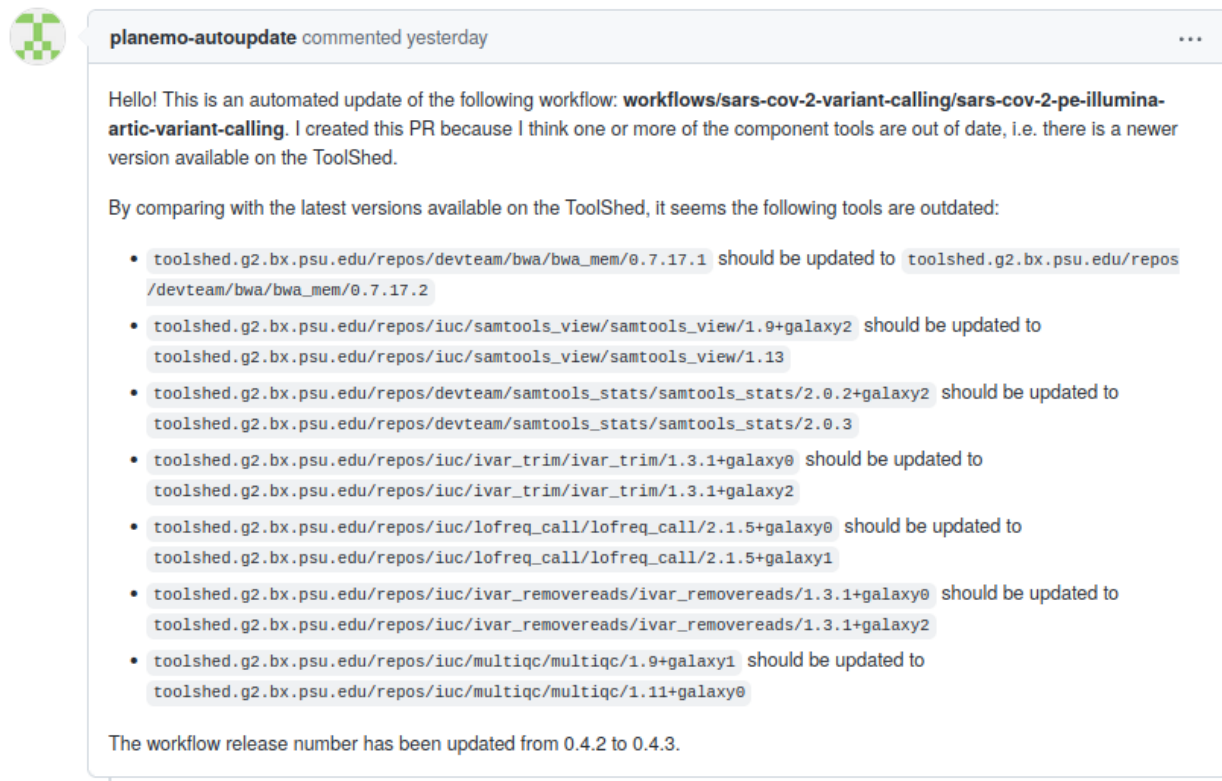 planemo-autoupdate commented yesterday
Hello! This is an automated update of the following workflow: workflows/sars-cov-2-variant-calling/sars-cov-2-pe-illumina-
artic-variant-calling. I created this PR because I think one or more of the component tools are out of date, i.e. there is a newer
version available on the ToolShed.
By comparing with the latest versions available on the ToolShed, it seems the following tools are outdated:
• toolshed.g2.bx.psu.edu/repos/devteam/bwa/bwa_mem/0.7.17.1 should be updated to toolshed.g2.bx.psu.edu/repos
/devteam/bwa/bwa_mem/0.7.17.2
• toolshed.g2.bx.psu.edu/repos/iuc/samtools_view/samtools_view/1.9+galaxy2 should be updated to
toolshed.g2.bx.psu.edu/repos/iuc/samtools_view/samtools_view/1.13
• toolshed.g2.bx.psu.edu/repos/devteam/samtools_stats/samtools_stats/2.0.2+galaxy2 should be updated to
toolshed.g2.bx.psu.edu/repos/devteam/samtools_stats/samtools_stats/2.0.3
• toolshed.g2.bx.psu.edu/repos/iuc/ivar_trim/ivar_trim/1.3.1+galaxy0 should be updated to
toolshed.g2.bx.psu.edu/repos/iuc/ivar_trim/ivar_trim/1.3.1+galaxy2
• toolshed.g2.bx.psu.edu/repos/iuc/lofreq_call/lofreq_call/2.1.5+galaxy0 should be updated to
toolshed.g2.bx.psu.edu/repos/iuc/lofreq_call/lofreq_call/2.1.5+galaxy1
• toolshed.g2.bx.psu.edu/repos/iuc/ivar_removereads/ivar_removereads/1.3.1+galaxy0 should be updated to
toolshed.g2.bx.psu.edu/repos/iuc/ivar_removereads/ivar_removereads/1.3.1+galaxy2
• toolshed.g2.bx.psu.edu/repos/iuc/multiqc/multiqc/1.9+galaxy1 should be updated to
toolshed.g2.bx.psu.edu/repos/iuc/multiqc/multiqc/1.11+galaxy0
The workflow release number has been updated from 0.4.2 to 0.4.3.